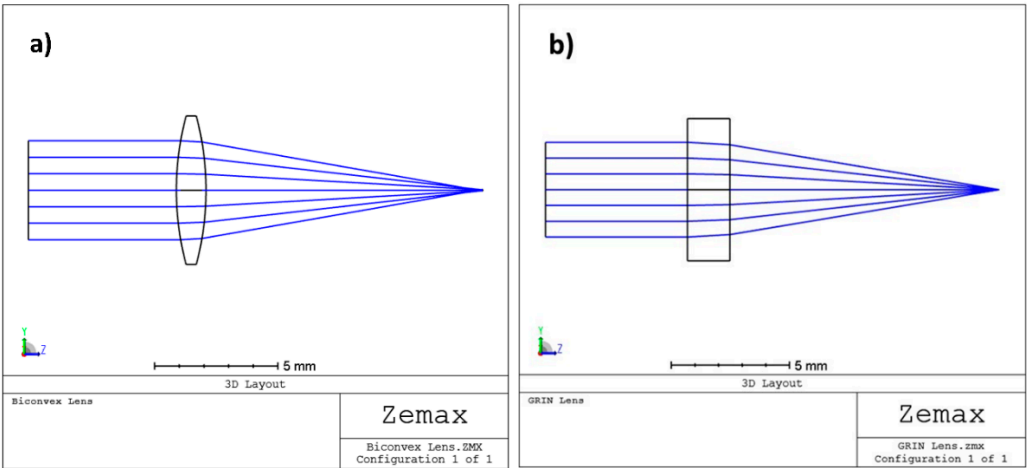 a)
Y
Z
5 mm
3D Layout
Biconvex Lens
Zemax
Biconvex Lens.ZMX
Configuration 1 of 1
b)
Y
Z
5 mm
3D Layout
GRIN Lens
Zemax
GRIN Lens.zmx
Configuration 1 of 1